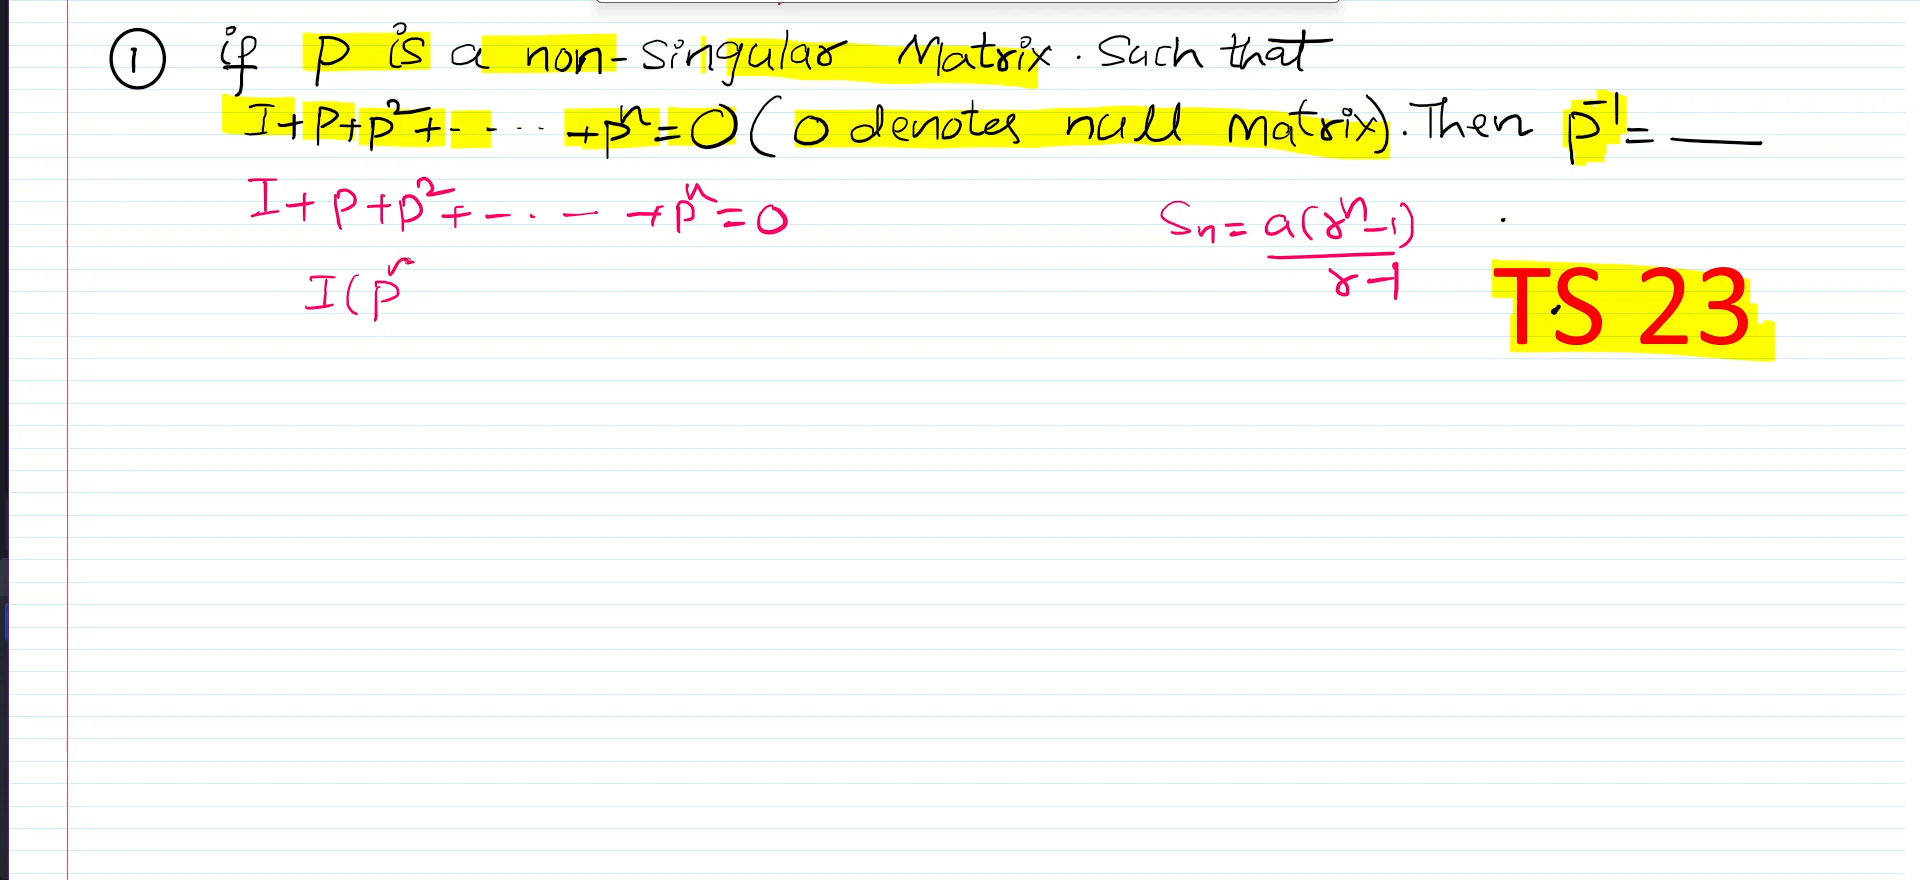 ① if P is a non-singular Matrix. Such that
I+P+P²+- - - - +Pⁿ=O (O denotes null matrix). Then P⁻¹= ___
I+P+P²+- - - - +Pⁿ=0
Sₙ= a(rⁿ-1)
r-1
I(Pⁿ
TS 23